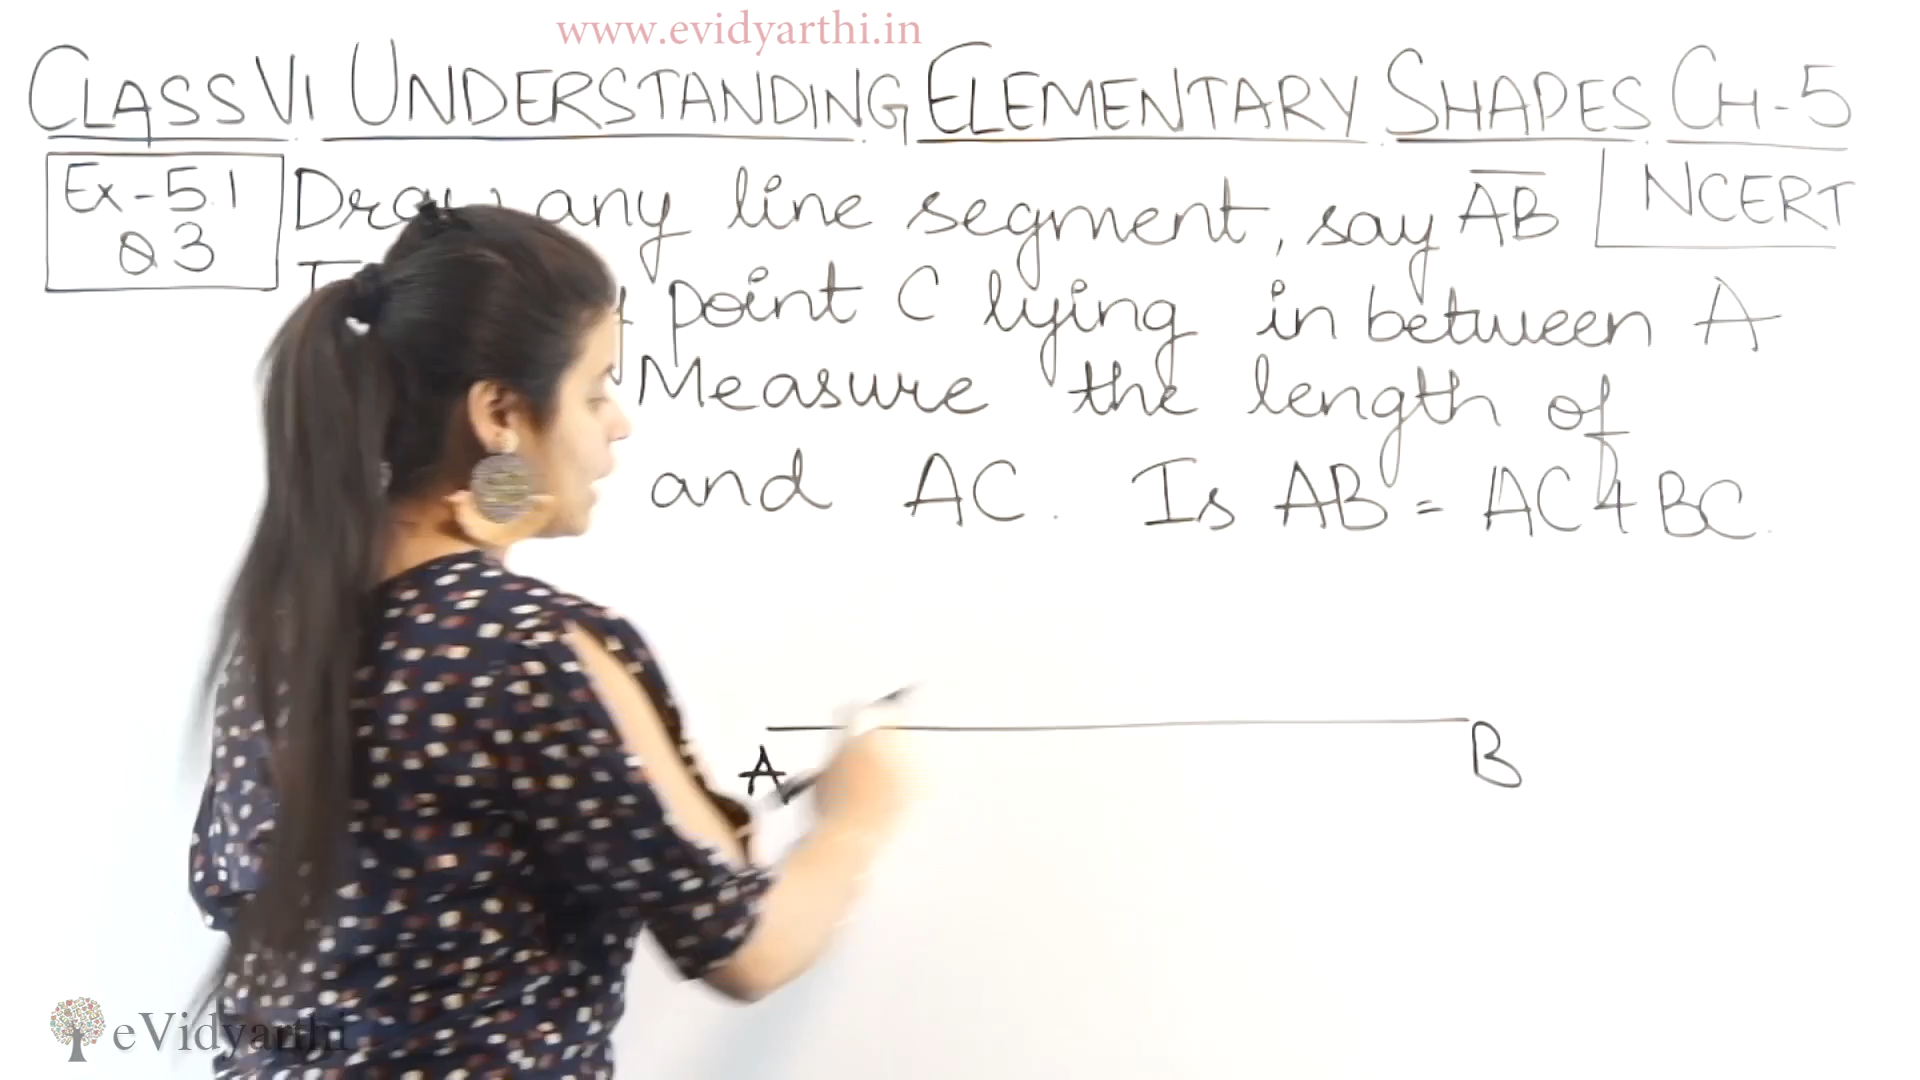 www.evidyarthi.in
CLASS VI UNDERSTANDING ELEMENTARY SHAPES CH-5
Ex-5.1
Q3
Draw any line segment, say AB
NCERT
point C lying in between A
Measure the length of
and AC. Is AB = AC + BC.
A
B
eVidyarthi